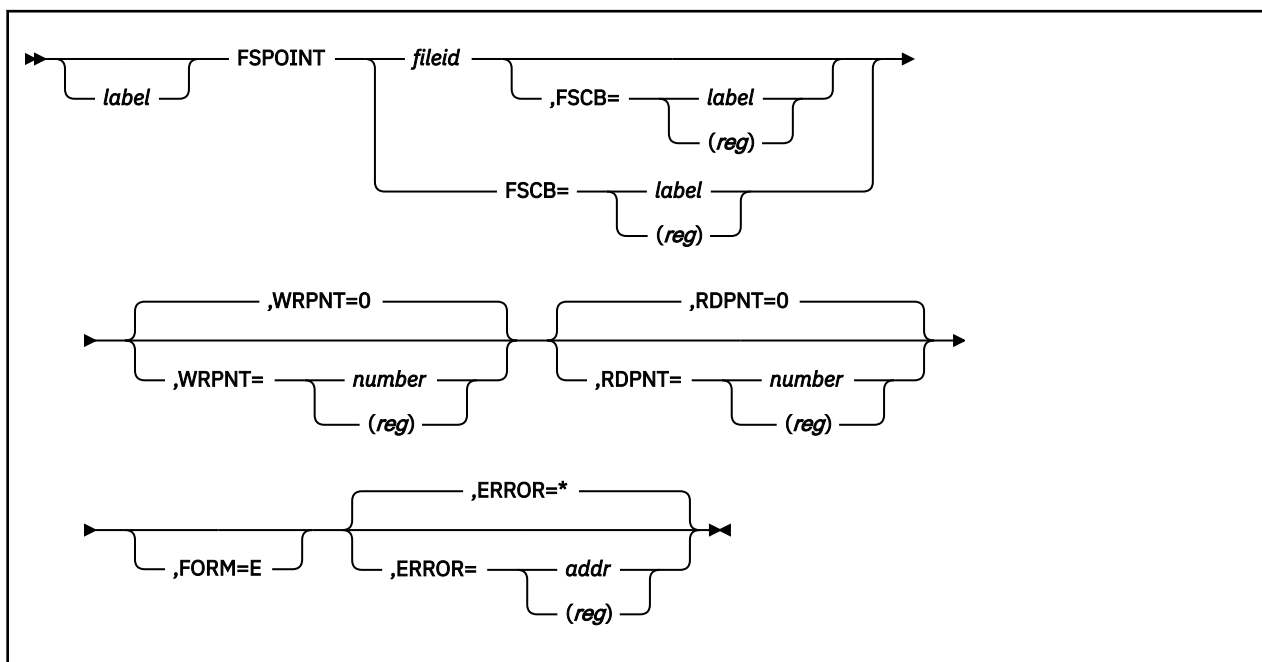 FSPOINT fileid
label ,FSCB= label
(reg)
FSCB= label
(reg)
,WRPNT=0 ,RDPNT=0
,WRPNT= number ,RDPNT= number
(reg) (reg)
,ERROR=*
,FORM=E ,ERROR= addr
(reg)